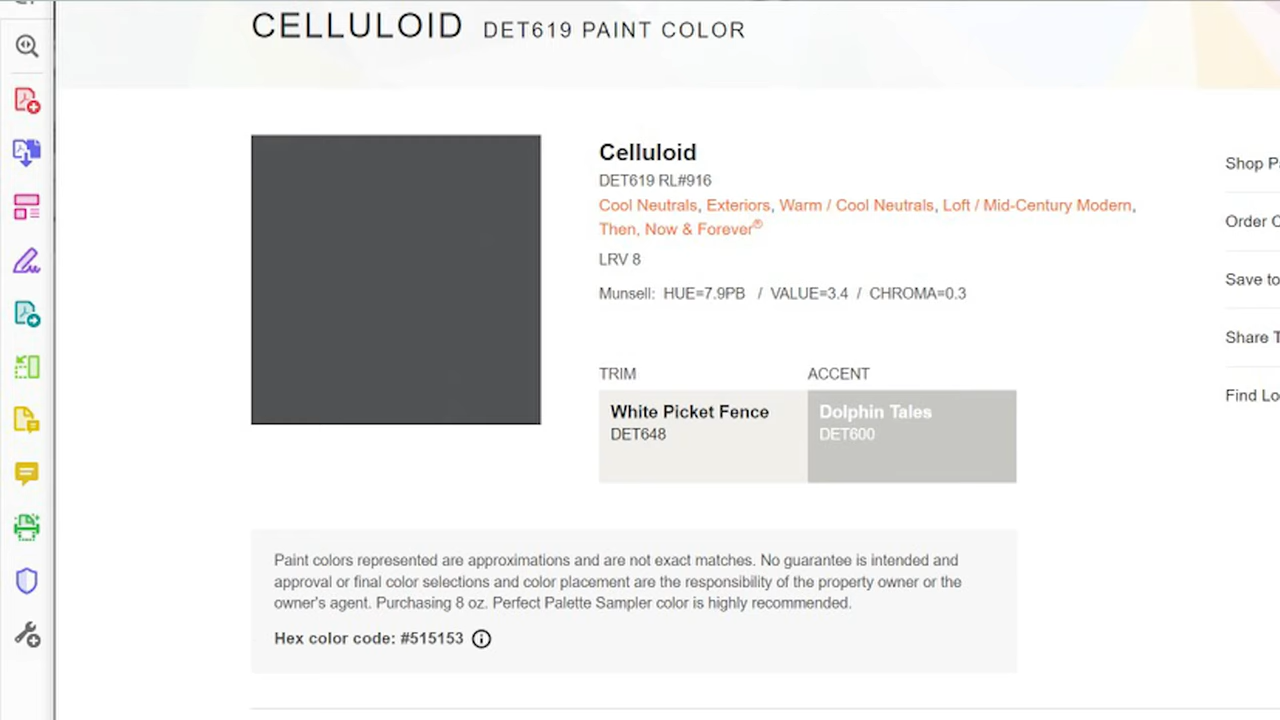 CELLULOID DET619 PAINT COLOR
Celluloid
DET619 RL#916
Cool Neutrals, Exteriors, Warm / Cool Neutrals, Loft / Mid-Century Modern,
Then, Now & Forever®
LRV 8
Munsell: HUE=7.9PB / VALUE=3.4 / CHROMA=0.3
TRIM
ACCENT
White Picket Fence
DET648
Dolphin Tales
DET600
Paint colors represented are approximations and are not exact matches. No guarantee is intended and
approval or final color selections and color placement are the responsibility of the property owner or the
owner's agent. Purchasing 8 oz. Perfect Palette Sampler color is highly recommended.
Hex color code: #515153
Shop P
Order C
Save to
Share T
Find Lo